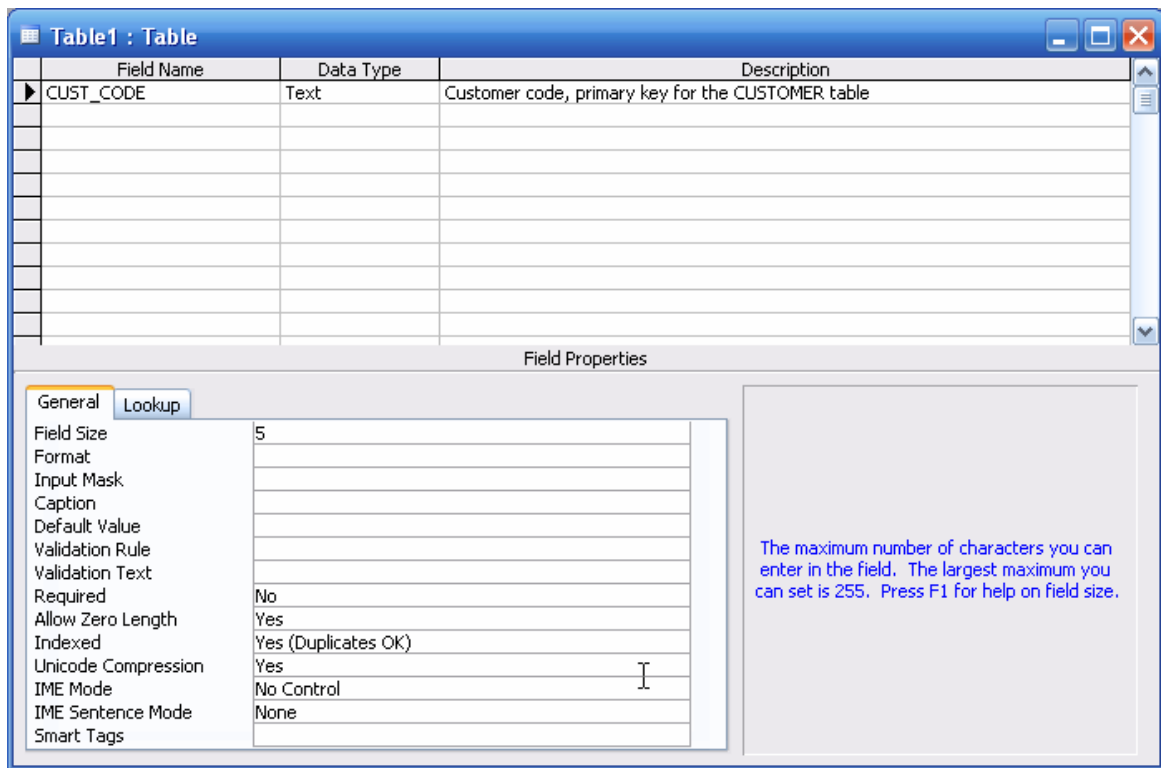 Table1 : Table
Field Name Data Type Description
CUST_CODE Text Customer code, primary key for the CUSTOMER table
Field Properties
General Lookup
Field Size 5
Format
Input Mask
Caption
Default Value
Validation Rule
Validation Text
Required No
Allow Zero Length Yes
Indexed Yes (Duplicates OK)
Unicode Compression Yes
IME Mode No Control
IME Sentence Mode None
Smart Tags
The maximum number of characters you can
enter in the field. The largest maximum you
can set is 255. Press F1 for help on field size.